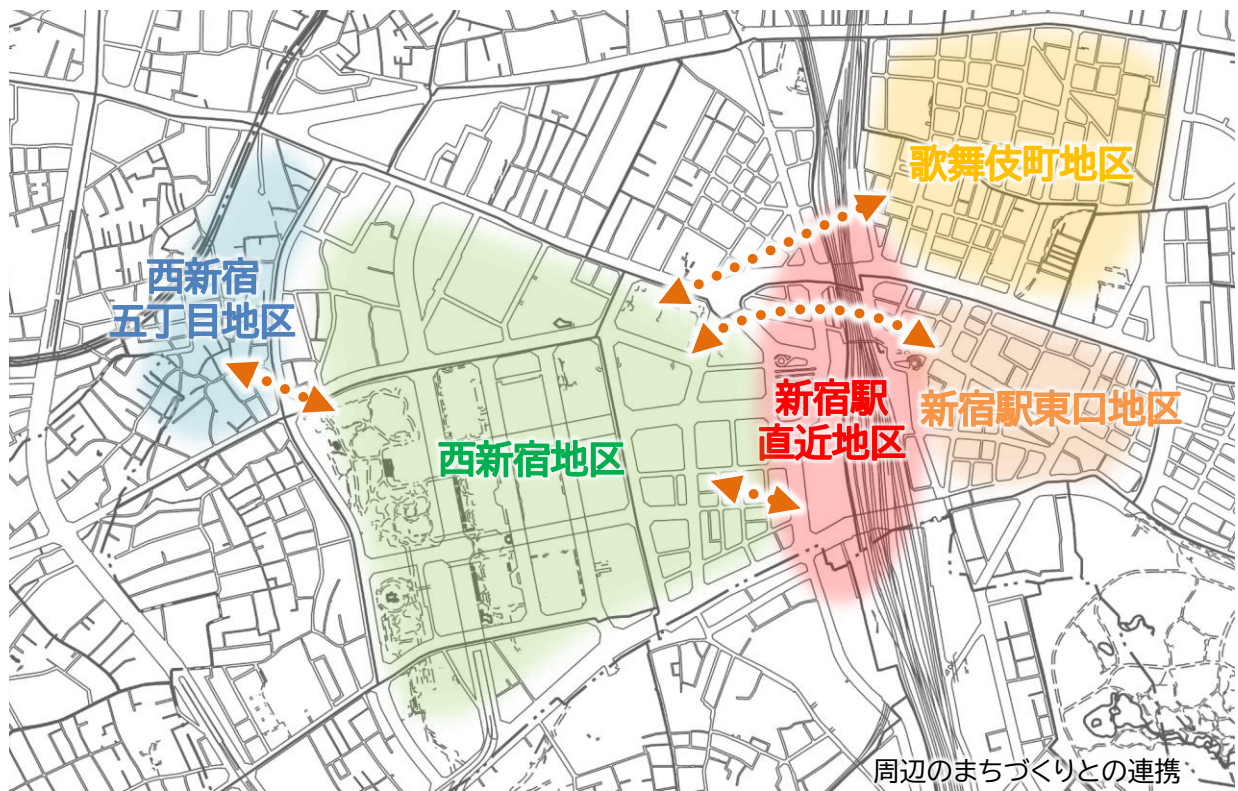 歌舞伎町地区
西新宿
五丁目地区
新宿駅
直近地区
新宿駅東口地区
西新宿地区
周辺のまちづくりとの連携